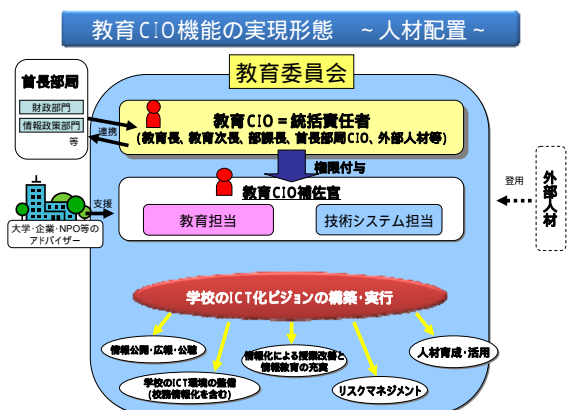 教育CIO機能の実現形態　～人材配置～
首長部局
財政部門
情報政策部門
等
連携
教育委員会
教育CIO＝統括責任者
(教育長、教育次長、部課長、首長部局CIO、外部人材等)
権限付与
教育CIO補佐官
教育担当
技術システム担当
支援
大学・企業・NPO等の
アドバイザー
登用
外部人材
学校のICT化ビジョンの構築・実行
情報公開・広報・公聴
学校のICT環境の整備
(校務情報化を含む)
情報化による授業改善と
情報教育の充実
リスクマネジメント
人材育成・活用